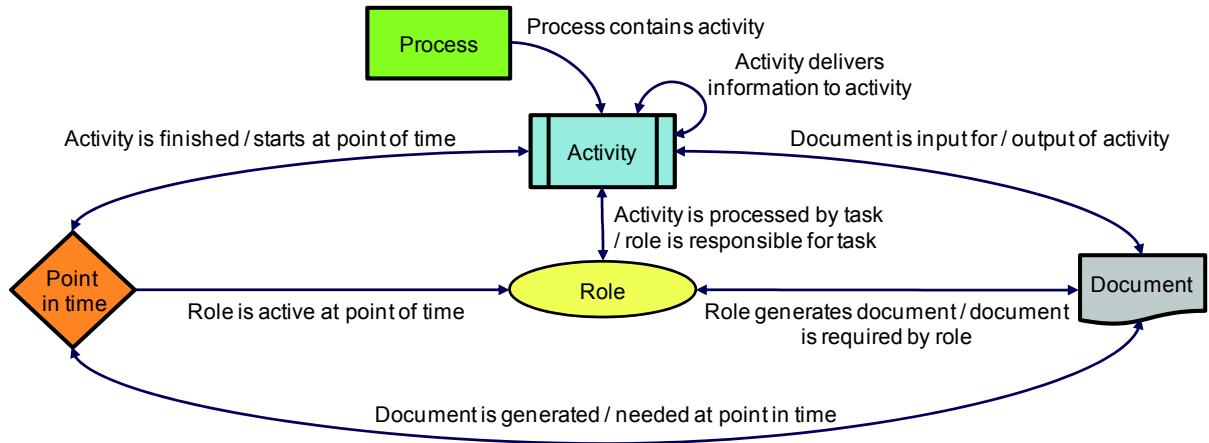 Process
Process contains activity
Activity delivers
information to activity
Activity is finished / starts at point of time
Activity
Document is input for / output of activity
Activity is processed by task
/ role is responsible for task
Point
in time
Role
Document
Role is active at point of time
Role generates document / document
is required by role
Document is generated / needed at point in time